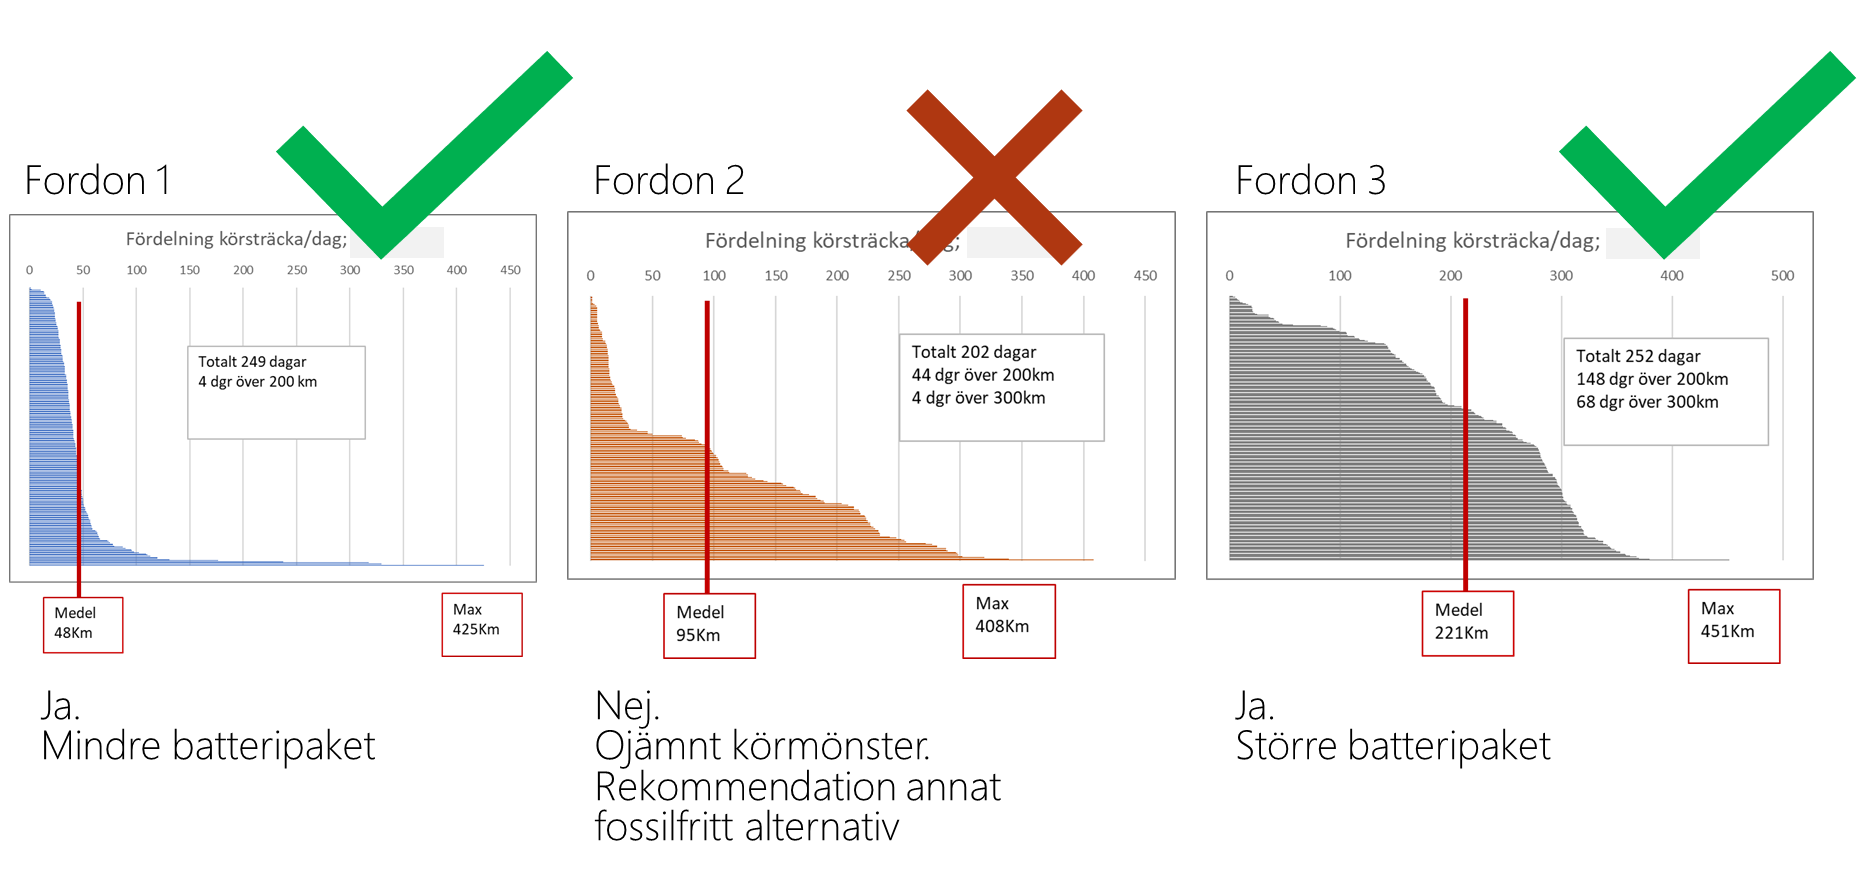 Fordon 1
Fördelning körsträcka/dag;
0 50 100 150 200 250 300 350 400 450
Totalt 249 dagar
4 dgr över 200 km
Medel
48Km
Max
425Km
Ja.
Mindre batteripaket
Fordon 2
Fördelning körsträcka/dag;
0 50 100 150 200 250 300 350 400 450
Totalt 202 dagar
44 dgr över 200km
4 dgr över 300km
Medel
95Km
Max
408Km
Nej.
Ojämnt körmönster.
Rekommendation annat
fossilfritt alternativ
Fordon 3
Fördelning körsträcka/dag;
0 100 200 300 400 500
Totalt 252 dagar
148 dgr över 200km
68 dgr över 300km
Medel
221Km
Max
451Km
Ja.
Större batteripaket